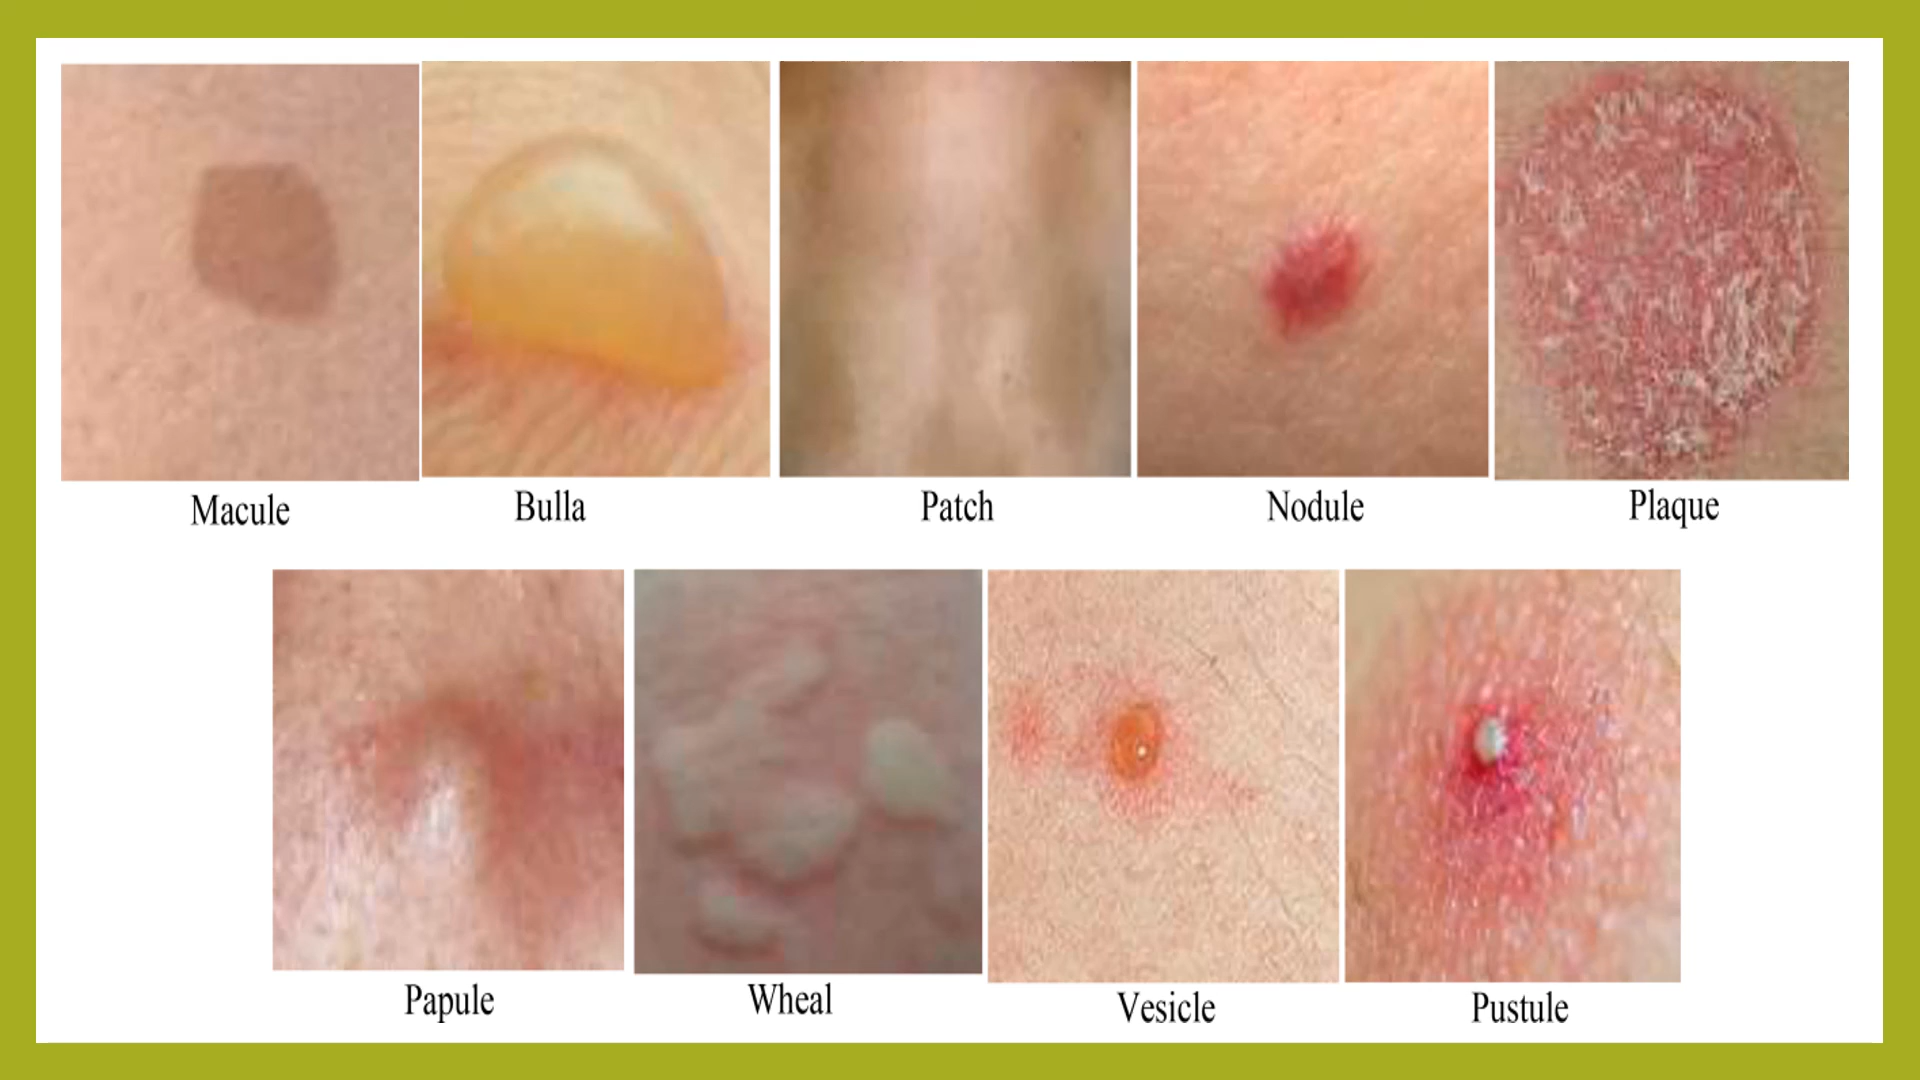 Macule
Bulla
Patch
Nodule
Plaque
Papule
Wheal
Vesicle
Pustule